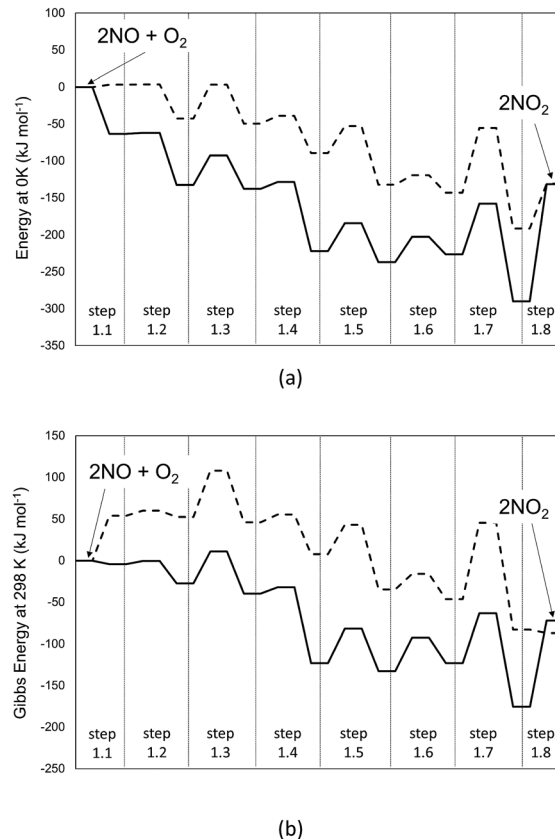 100
50
0
-50
-100
-150
-200
-250
-300
-350
Energy at 0K (kJ mol⁻¹)
2NO + O₂
2NO₂
step 1.1
step 1.2
step 1.3
step 1.4
step 1.5
step 1.6
step 1.7
step 1.8
(a)
150
100
50
0
-50
-100
-150
-200
-250
Gibbs Energy at 298 K (kJ mol⁻¹)
2NO + O₂
2NO₂
step 1.1
step 1.2
step 1.3
step 1.4
step 1.5
step 1.6
step 1.7
step 1.8
(b)